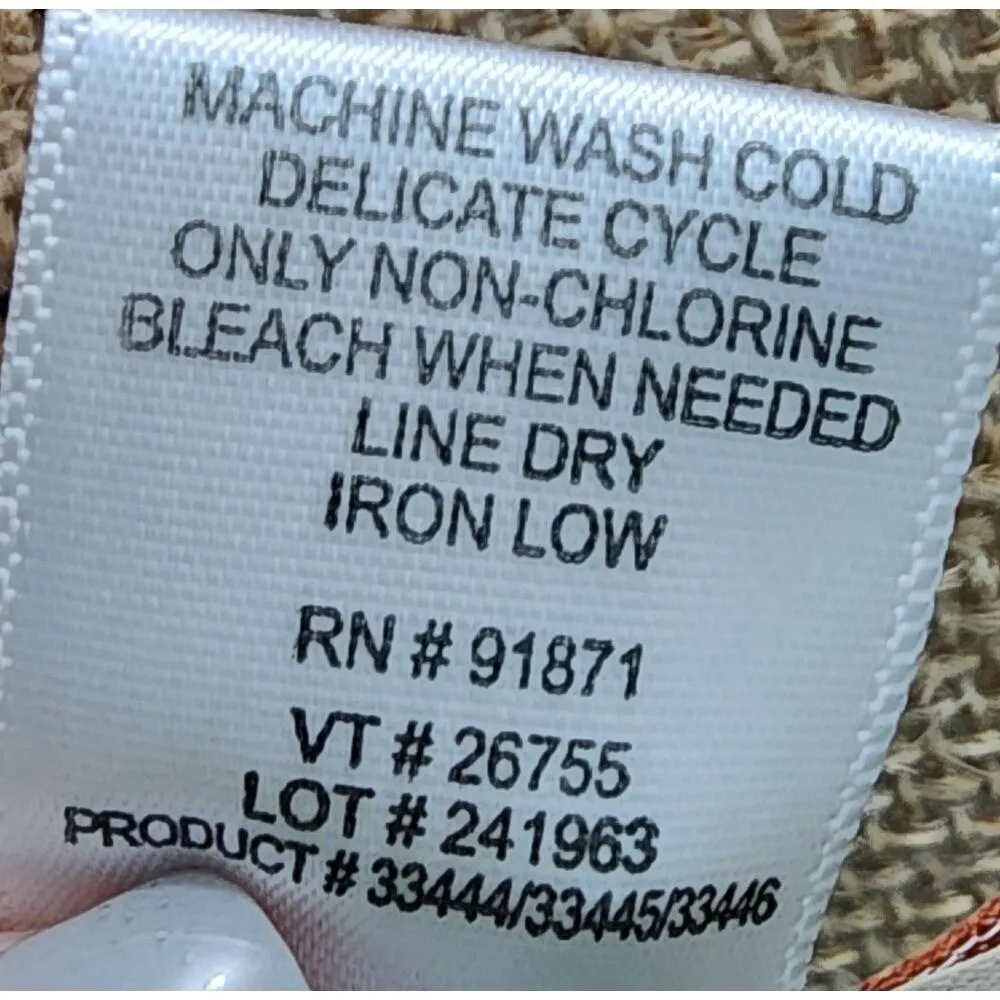 MACHINE WASH COLD
DELICATE CYCLE
ONLY NON-CHLORINE
BLEACH WHEN NEEDED
LINE DRY
IRON LOW
RN # 91871
VT # 26755
LOT # 241963
PRODUCT # 33444/33445/33446